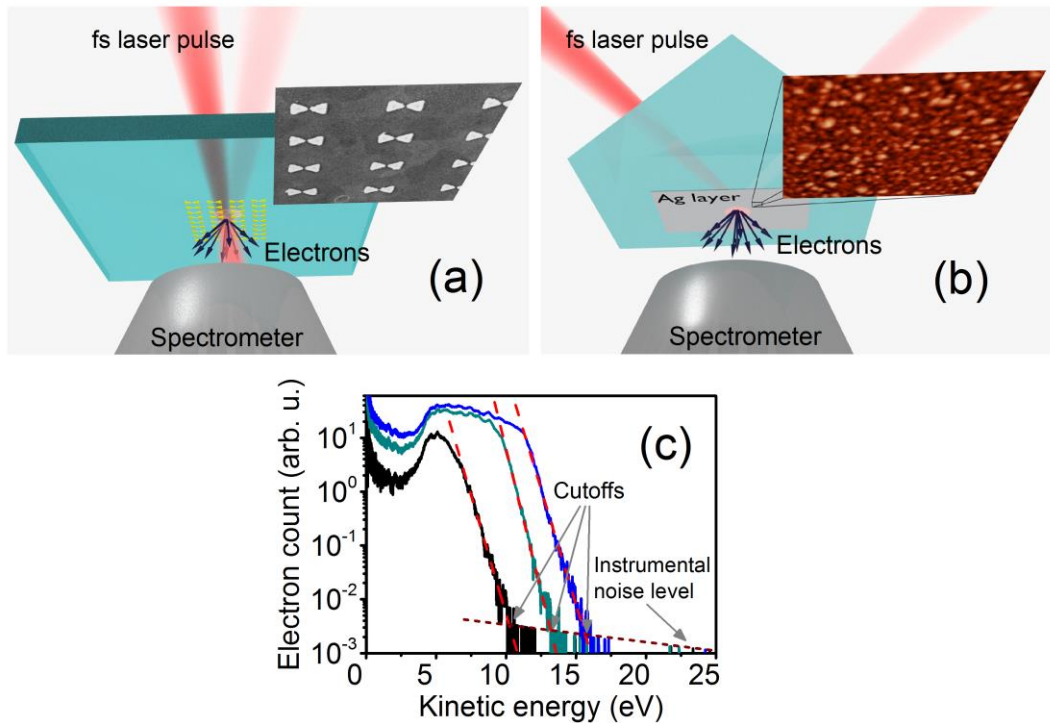 fs laser pulse
Electrons
(a)
Spectrometer
fs laser pulse
Ag layer
Electrons
(b)
Spectrometer
Electron count (arb. u.)
10¹
10⁰
10⁻¹
10⁻²
10⁻³
(c)
Cutoffs
Instrumental
noise level
0 5 10 15 20 25
Kinetic energy (eV)